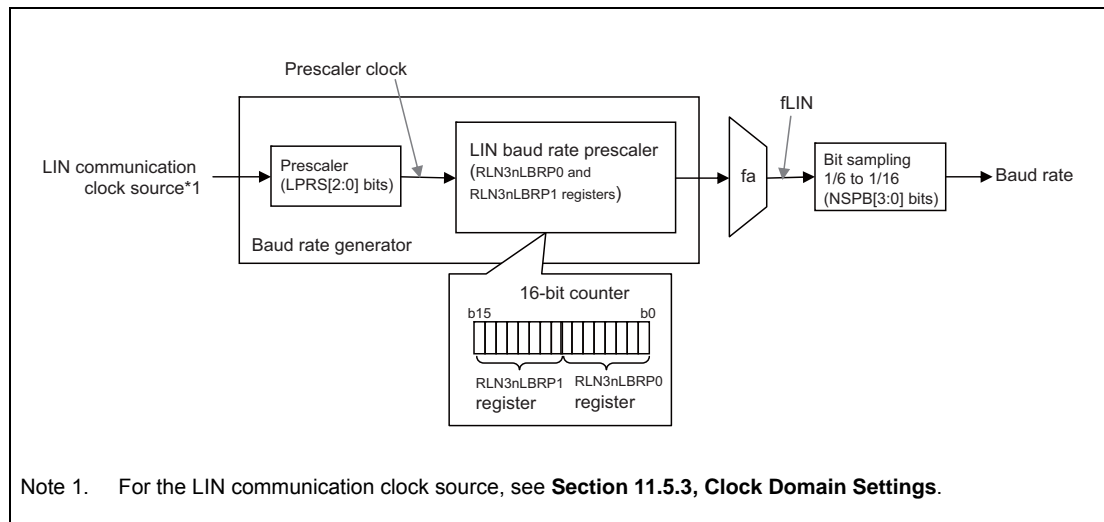 Prescaler clock
fLIN
LIN communication
clock source*1
Prescaler
(LPRS[2:0] bits)
LIN baud rate prescaler
(RLN3nLBRP0 and
RLN3nLBRP1 registers)
fa
Bit sampling
1/6 to 1/16
(NSPB[3:0] bits)
Baud rate
Baud rate generator
16-bit counter
b15
b0
RLN3nLBRP1
register
RLN3nLBRP0
register
Note 1. For the LIN communication clock source, see Section 11.5.3, Clock Domain Settings.